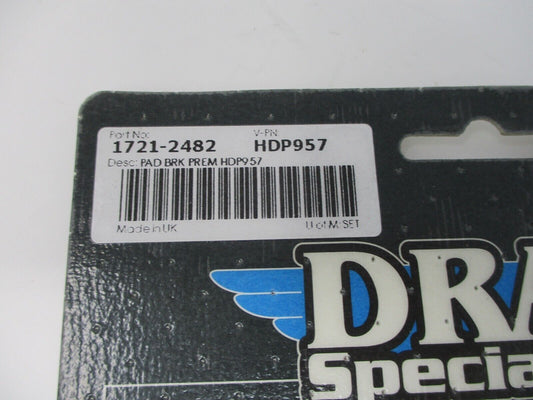 Part No: V-PN
1721-2482 HDP957
Desc: PAD BRK PREM HDP957
Made in UK U of M: SET
DRA
Specia